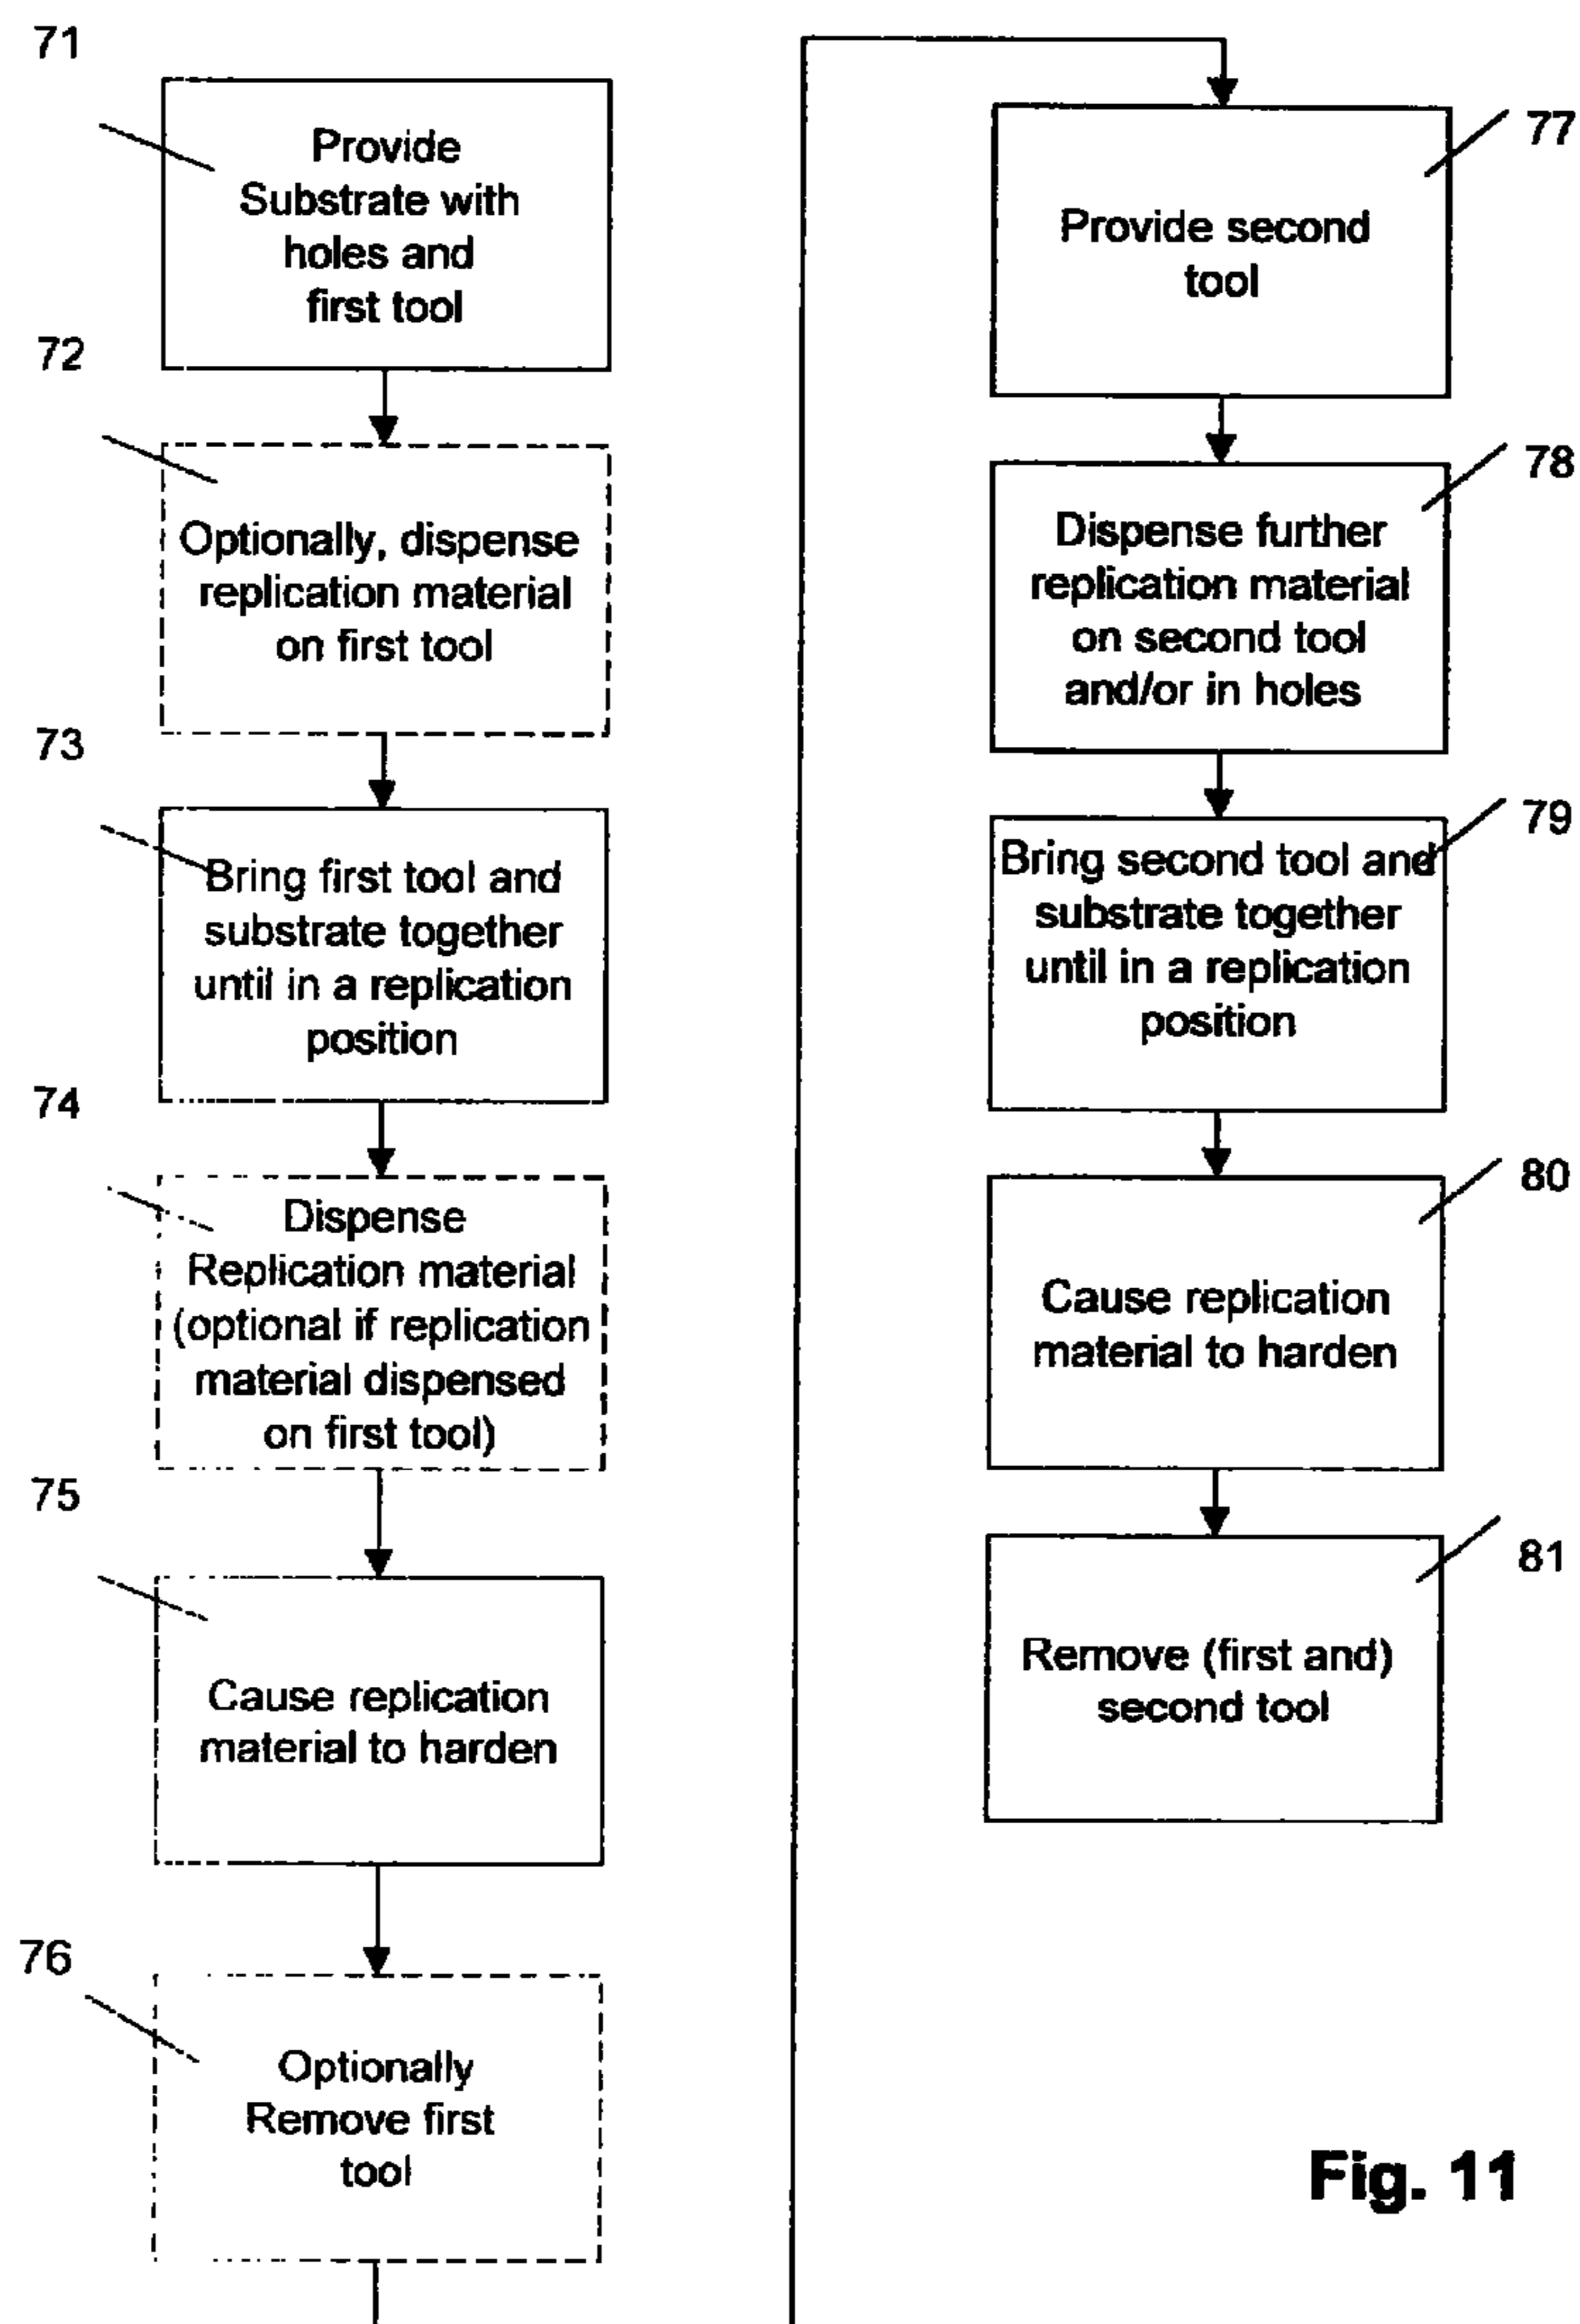 71
Provide
Substrate with
holes and
first tool
72
Optionally, dispense
replication material
on first tool
73
Bring first tool and
substrate together
until in a replication
position
74
Dispense
Replication material
(optional if replication
material dispensed
on first tool)
75
Cause replication
material to harden
76
Optionally
Remove first
tool
77
Provide second
tool
78
Dispense further
replication material
on second tool
and/or in holes
79
Bring second tool and
substrate together
until in a replication
position
80
Cause replication
material to harden
81
Remove (first and)
second tool
Fig. 11